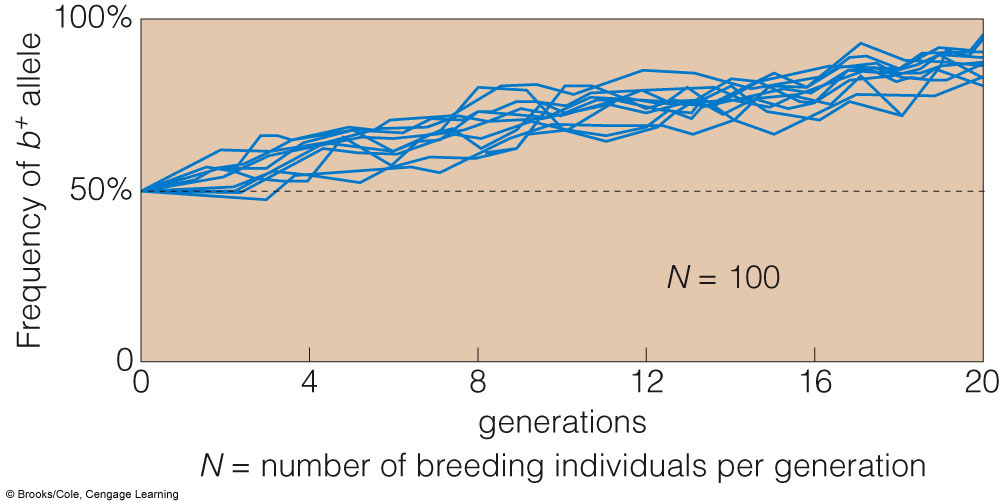 100%
Frequency of b+ allele
50%
N = 100
0
0 4 8 12 16 20
generations
N = number of breeding individuals per generation
© Brooks/Cole, Cengage Learning